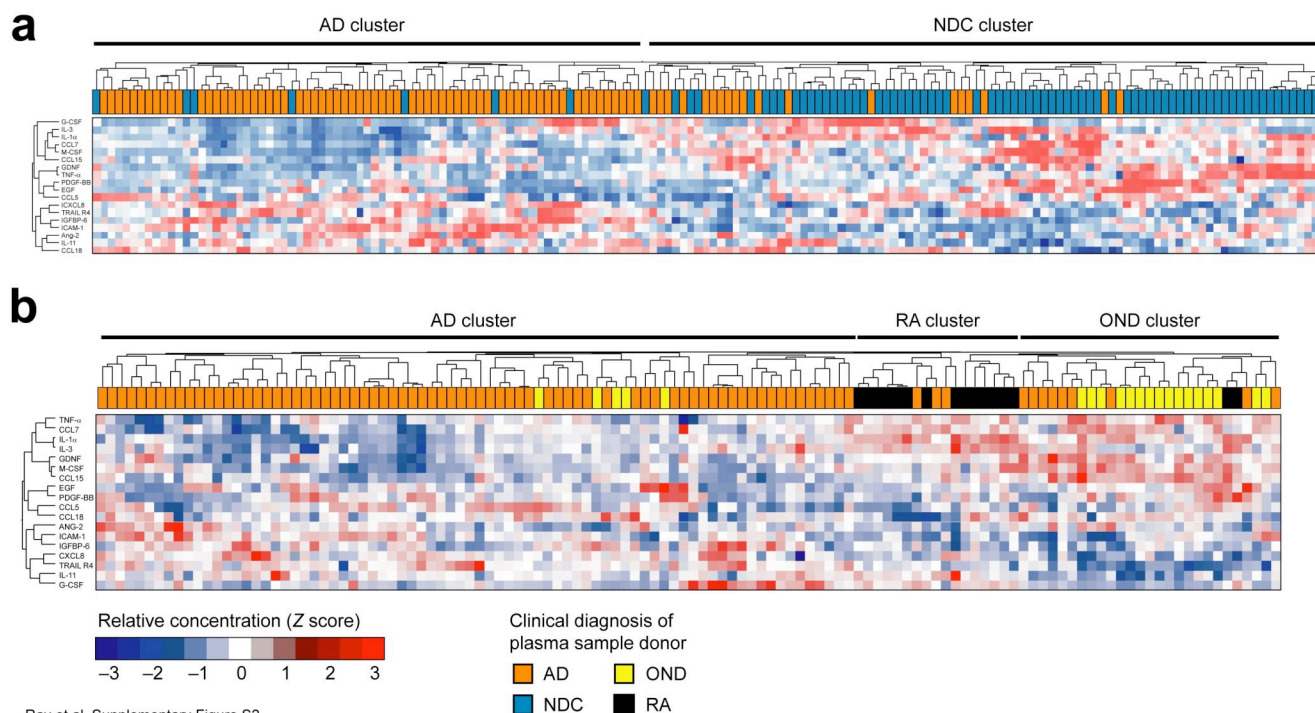 a
AD cluster
NDC cluster
G-CSF
IL-3
IL-1α
CCL7
M-CSF
CCL15
GDNF
TNF-α
PDGF-BB
EGF
CCL5
ICXCL8
TRAIL R4
IGFBP-6
ICAM-1
Ang-2
IL-11
CCL18
b
AD cluster
RA cluster
OND cluster
TNF-α
CCL7
IL-1α
IL-3
GDNF
M-CSF
CCL15
EGF
PDGF-BB
CCL5
CCL18
ANG-2
ICAM-1
IGFBP-6
CXCL8
TRAIL R4
IL-11
G-CSF
Relative concentration (Z score)
–3 –2 –1 0 1 2 3
Clinical diagnosis of
plasma sample donor
AD OND
NDC RA